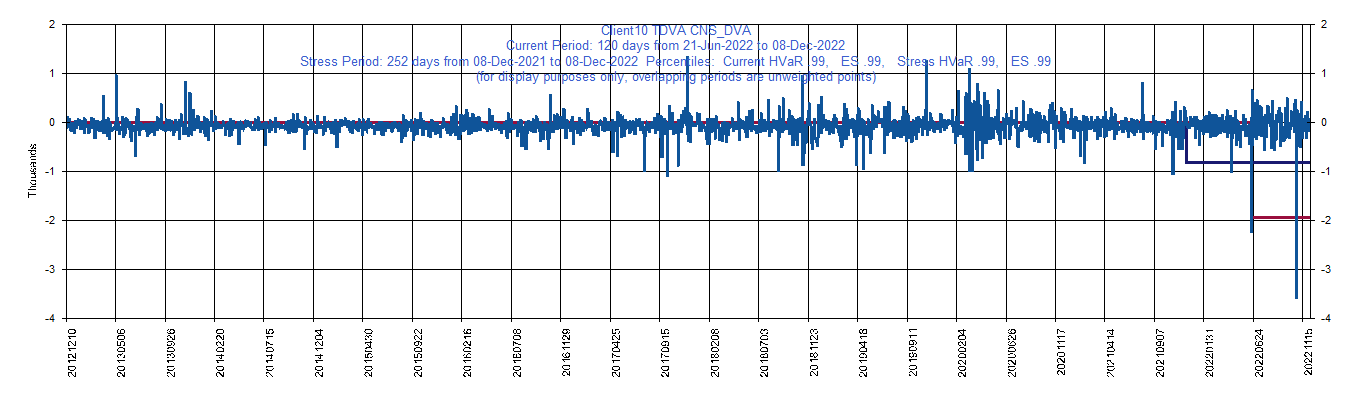 Client10 TDVA CNS_DVA
Current Period: 120 days from 21-Jun-2022 to 08-Dec-2022
Stress Period: 252 days from 08-Dec-2021 to 08-Dec-2022 Percentiles: Current HVaR .99, ES .99, Stress HVaR .99, ES .99
(for display purposes only, overlapping periods are unweighted points)
2 2
1 1
0 0
Thousands
-1 -1
-2 -2
-3 -3
-4 -4
20121210 20130506 20130926 20140220 20140715 20141204 20150430 20150922 20160216 20160708 20161129 20170425 20170915 20180208 20180703 20181123 20190418 20190911 20200204 20200626 20201117 20210414 20210907 20220131 20220624 20221115